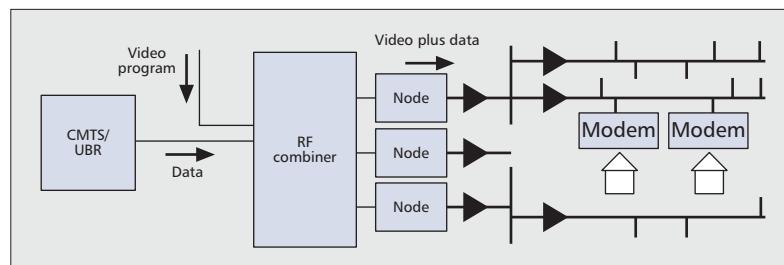 Video
program
CMTS/
UBR
Data
RF
combiner
Video plus data
Node
Node
Node
Modem
Modem